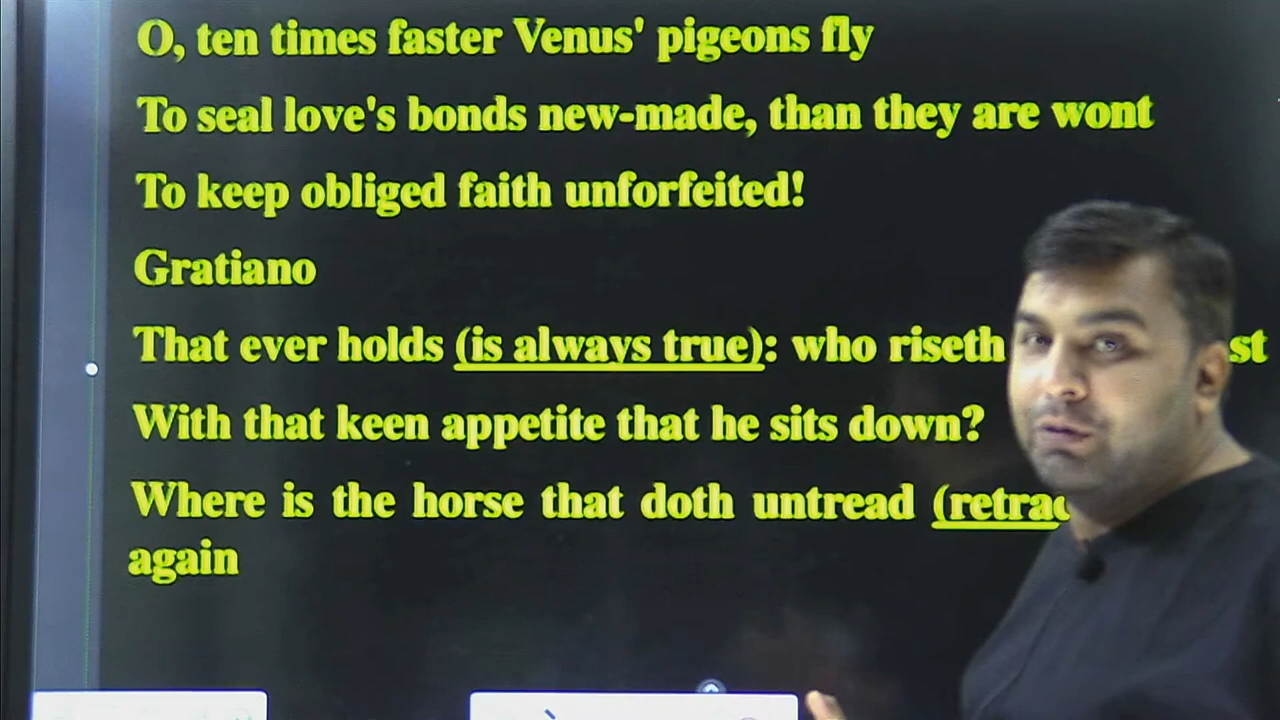 O, ten times faster Venus' pigeons fly
To seal love's bonds new-made, than they are wont
To keep obliged faith unforfeited!
Gratiano
That ever holds (is always true): who riseth
With that keen appetite that he sits down?
Where is the horse that doth untread
again